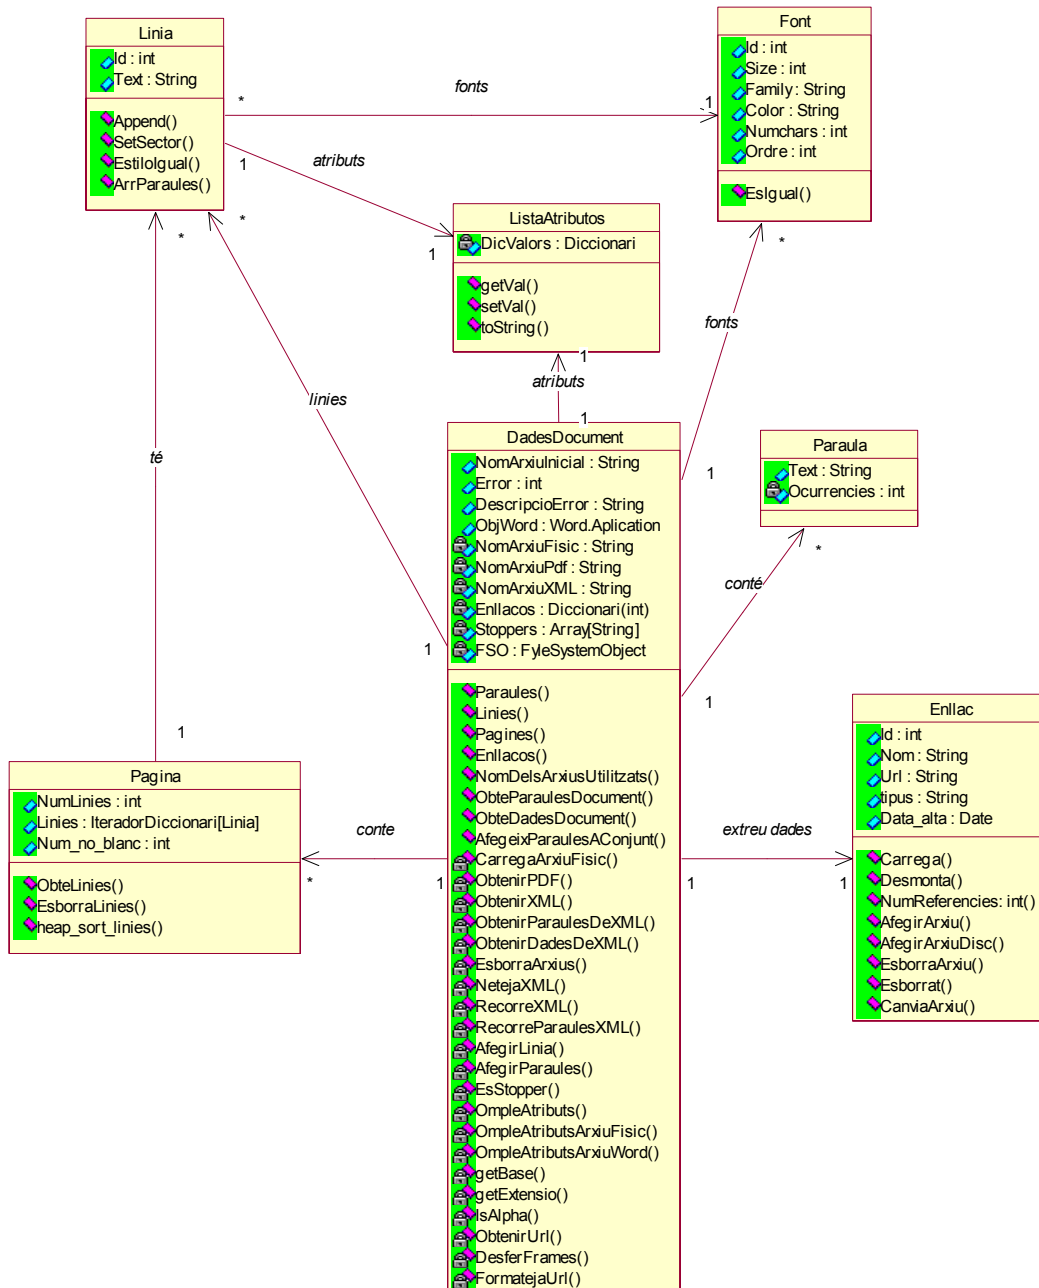 Linia
Id : int
Text : String
Append()
SetSector()
EstiloIgual()
ArrParaules()
Font
Id : int
Size : int
Family : String
Color : String
Numchars : int
Ordre : int
EsIgual()
*
fonts
1
1
atributs
1
ListaAtributos
DicValors : Diccionari
getVal()
setVal()
toString()
*
*
*
fonts
1
1
atributs
1
linies
1
té
1
DadesDocument
NomArxiuInicial : String
Error : int
DescripcioError : String
ObjWord : Word.Aplication
NomArxiuFisic : String
NomArxiuPdf : String
NomArxiuXML : String
Enllacos : Diccionari(int)
Stoppers : Array[String]
FSO : FyleSystemObject
Paraules()
Linies()
Pagines()
Enllacos()
NomDelsArxiusUtilitzats()
ObteParaulesDocument()
ObteDadesDocument()
AfegeixParaulesAConjunt()
CarregaArxiuFisic()
ObtenirPDF()
ObtenirXML()
ObtenirParaulesDeXML()
ObtenirDadesDeXML()
EsborraArxius()
NetejaXML()
RecorreXML()
RecorreParaulesXML()
AfegirLinia()
AfegirParaules()
EsStopper()
OmpleAtributs()
OmpleAtributsArxiuFisic()
OmpleAtributsArxiuWord()
getBase()
getExtensio()
IsAlpha()
ObtenirUrl()
DesferFrames()
FormatejaUrl()
Paraula
Text : String
Ocurrencies : int
*
conté
1
Pagina
NumLinies : int
Linies : IteradorDiccionari[Linia]
Num_no_blanc : int
ObteLinies()
EsborraLinies()
heap_sort_linies()
conte
*
1
extreu dades
1
1
Enllac
Id : int
Nom : String
Url : String
tipus : String
Data_alta : Date
Carrega()
Desmonta()
NumReferencies: int()
AfegirArxiu()
AfegirArxiuDisc()
EsborraArxiu()
Esborrat()
CanviaArxiu()